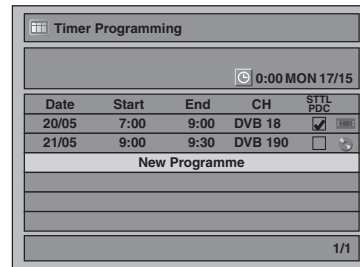 Timer Programming
0:00 MON 17/15
Date Start End CH STTL PDC
20/05 7:00 9:00 DVB 18
21/05 9:00 9:30 DVB 190
New Programme
1/1